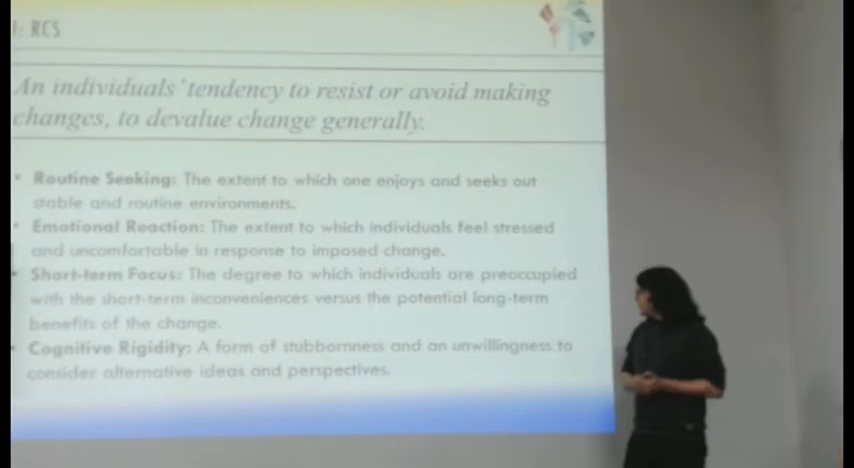 I: RCS
An individuals' tendency to resist or avoid making
changes, to devalue change generally.
Routine Seeking: The extent to which one enjoys and seeks out
stable and routine environments.
Emotional Reaction: The extent to which individuals feel stressed
and uncomfortable in response to imposed change.
Short-term Focus: The degree to which individuals are preoccupied
with the short-term inconveniences versus the potential long-term
benefits of the change.
Cognitive Rigidity: A form of stubbornness and an unwillingness to
consider alternative ideas and perspectives.